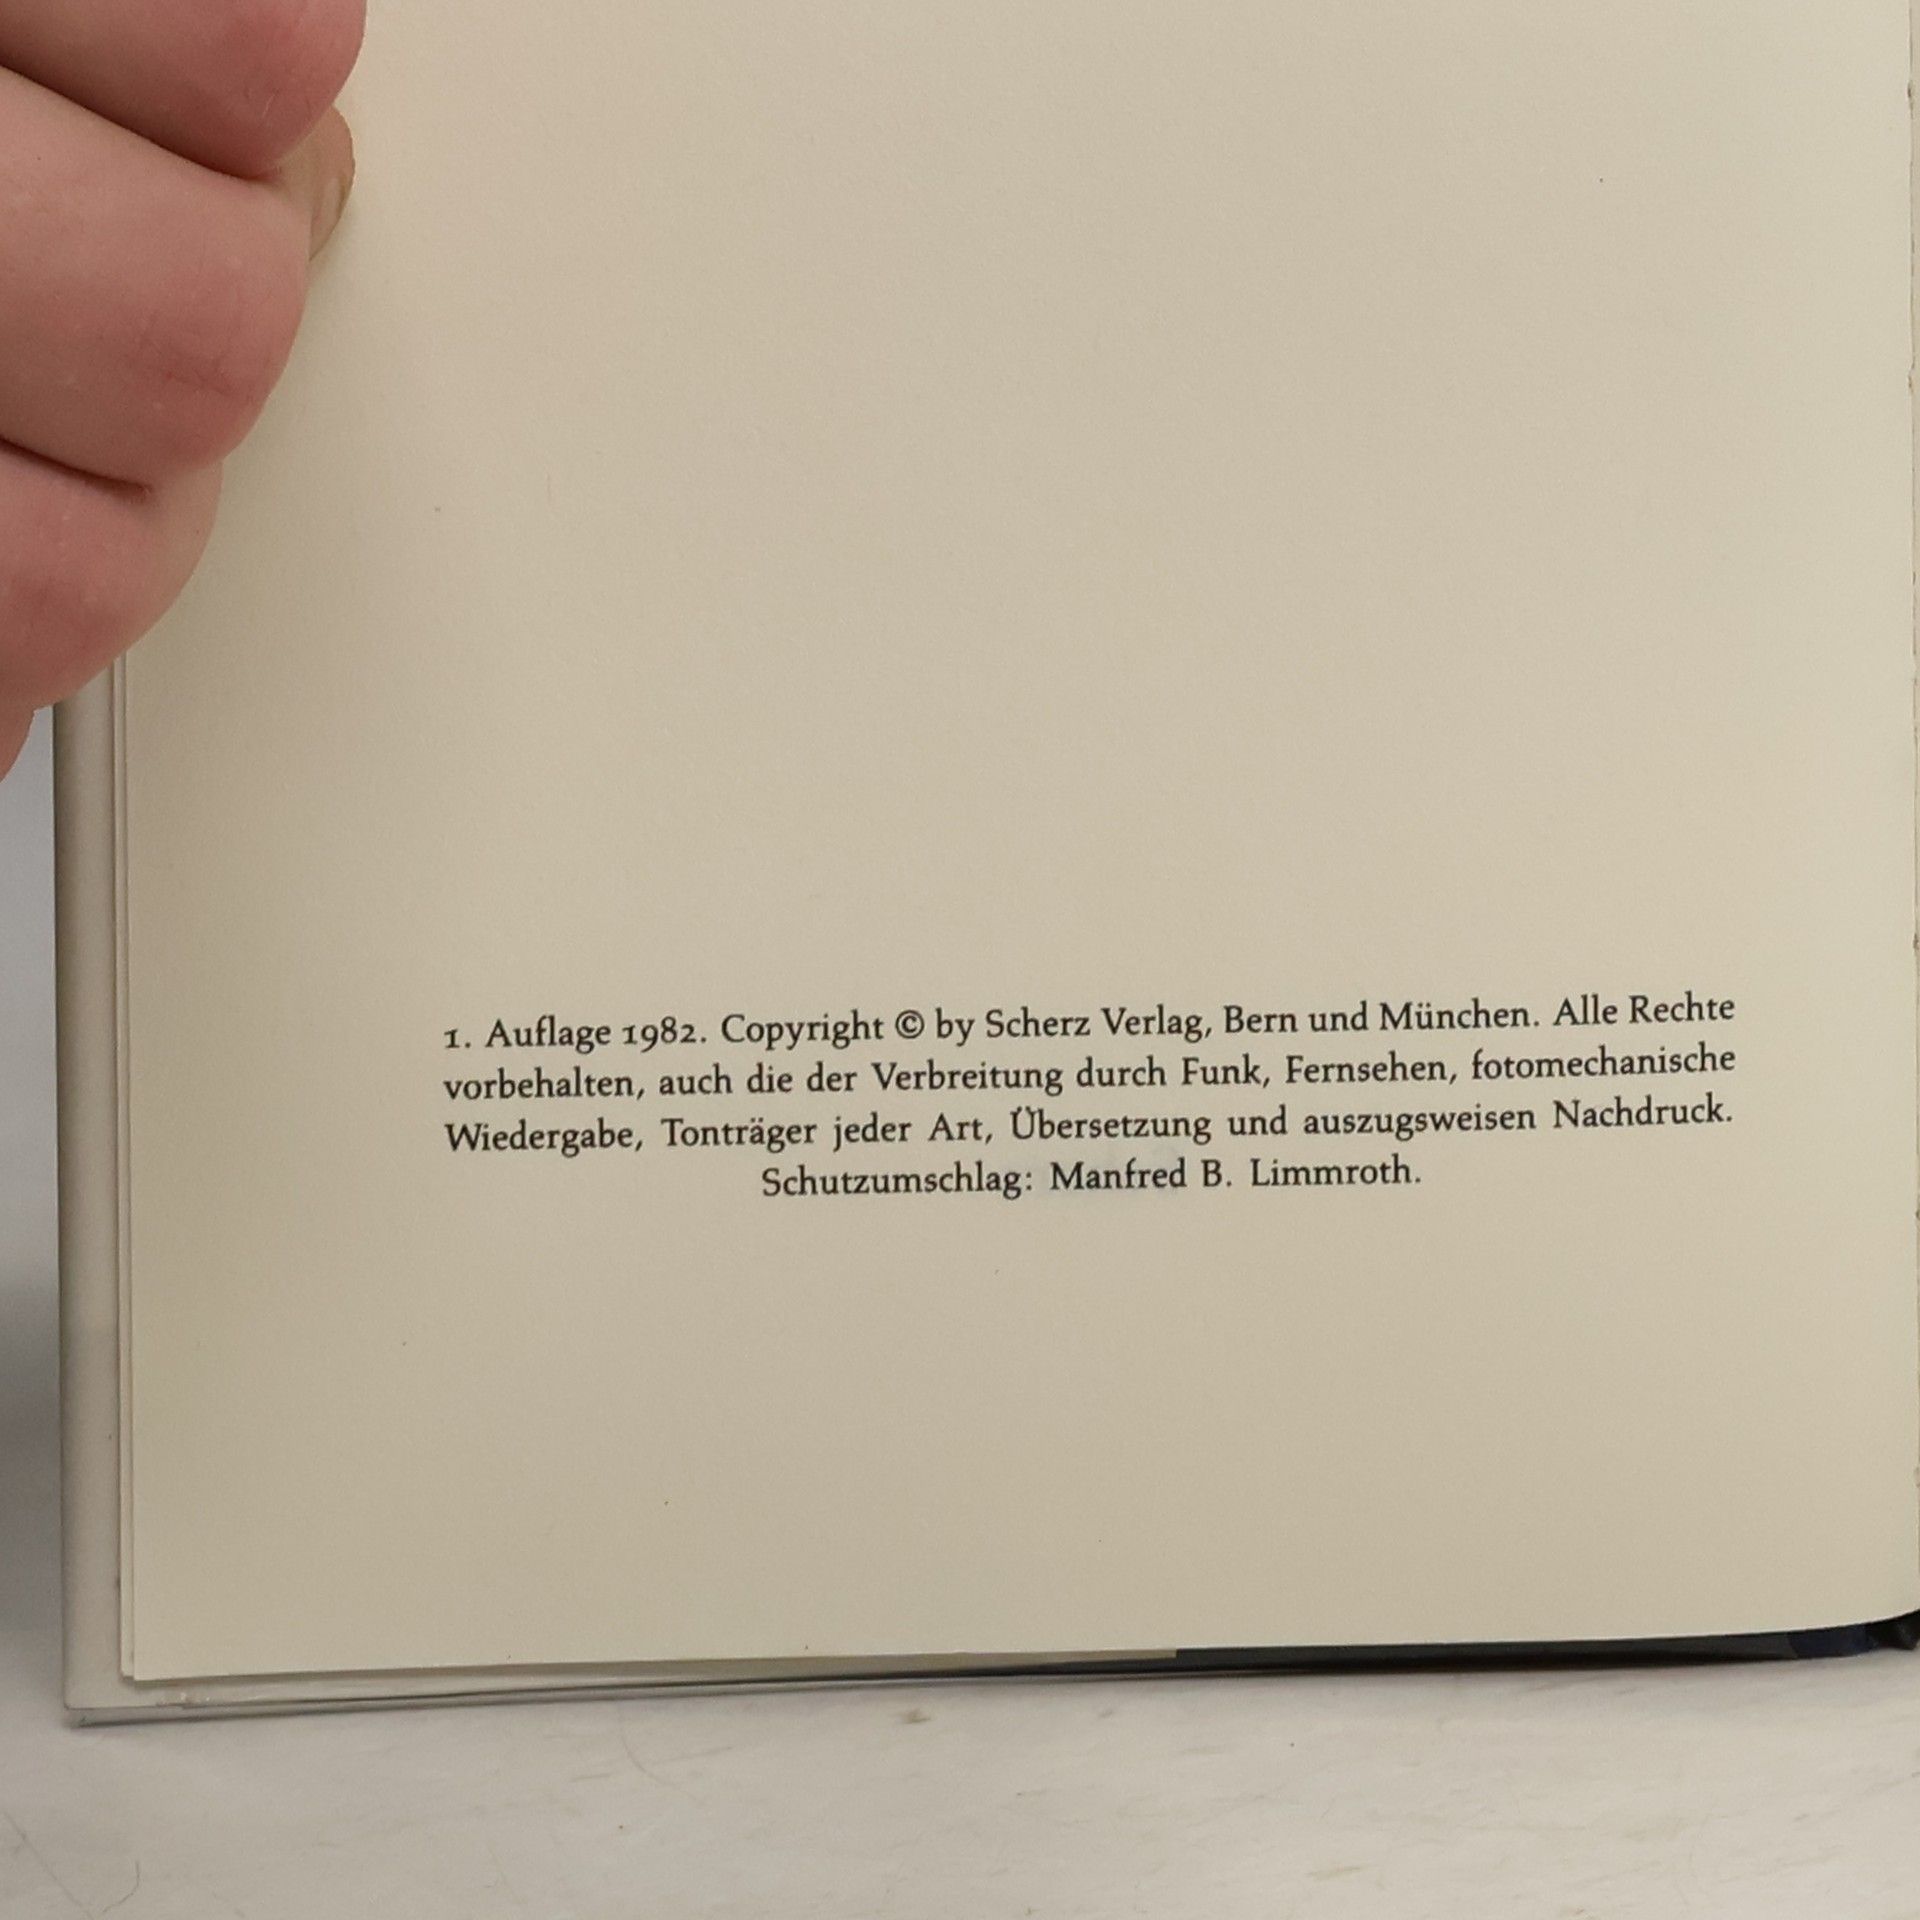 1. Auflage 1982. Copyright © by Scherz Verlag, Bern und München. Alle Rechte
vorbehalten, auch die der Verbreitung durch Funk, Fernsehen, fotomechanische
Wiedergabe, Tonträger jeder Art, Übersetzung und auszugsweisen Nachdruck.
Schutzumschlag: Manfred B. Limmroth.